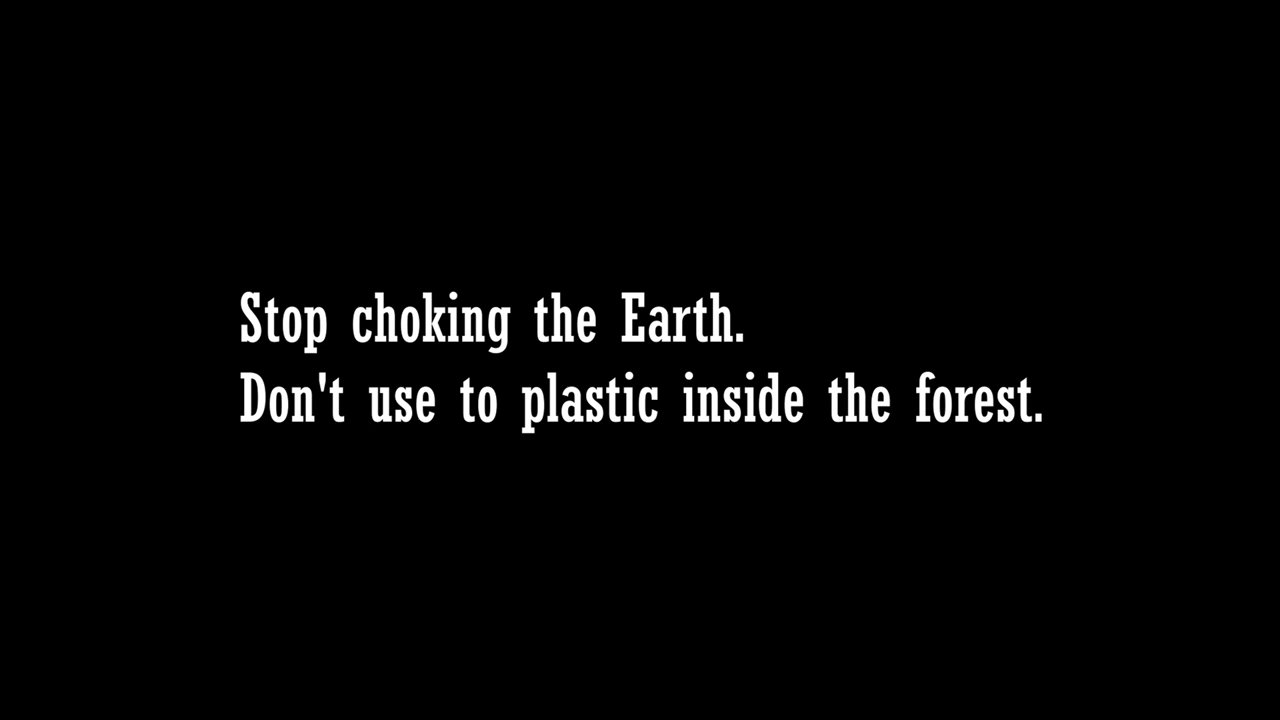 Stop choking the Earth.
Don't use to plastic inside the forest.